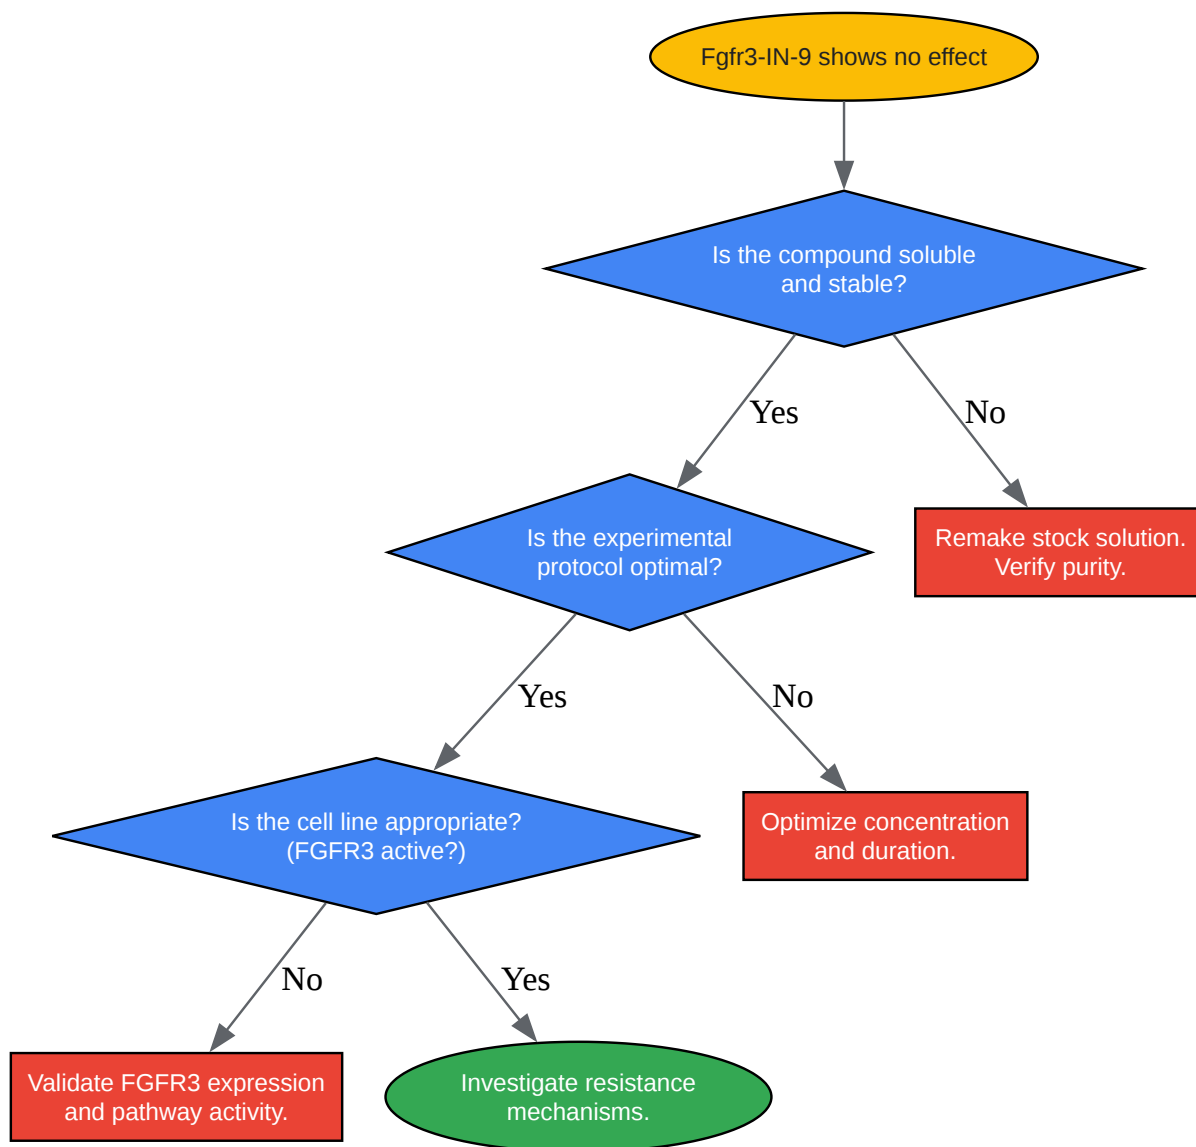 Fgfr3-IN-9 shows no effect
Is the compound soluble
and stable?
Yes
No
Is the experimental
protocol optimal?
Remake stock solution.
Verify purity.
Yes
No
Is the cell line appropriate?
(FGFR3 active?)
Optimize concentration
and duration.
No
Yes
Validate FGFR3 expression
and pathway activity.
Investigate resistance
mechanisms.